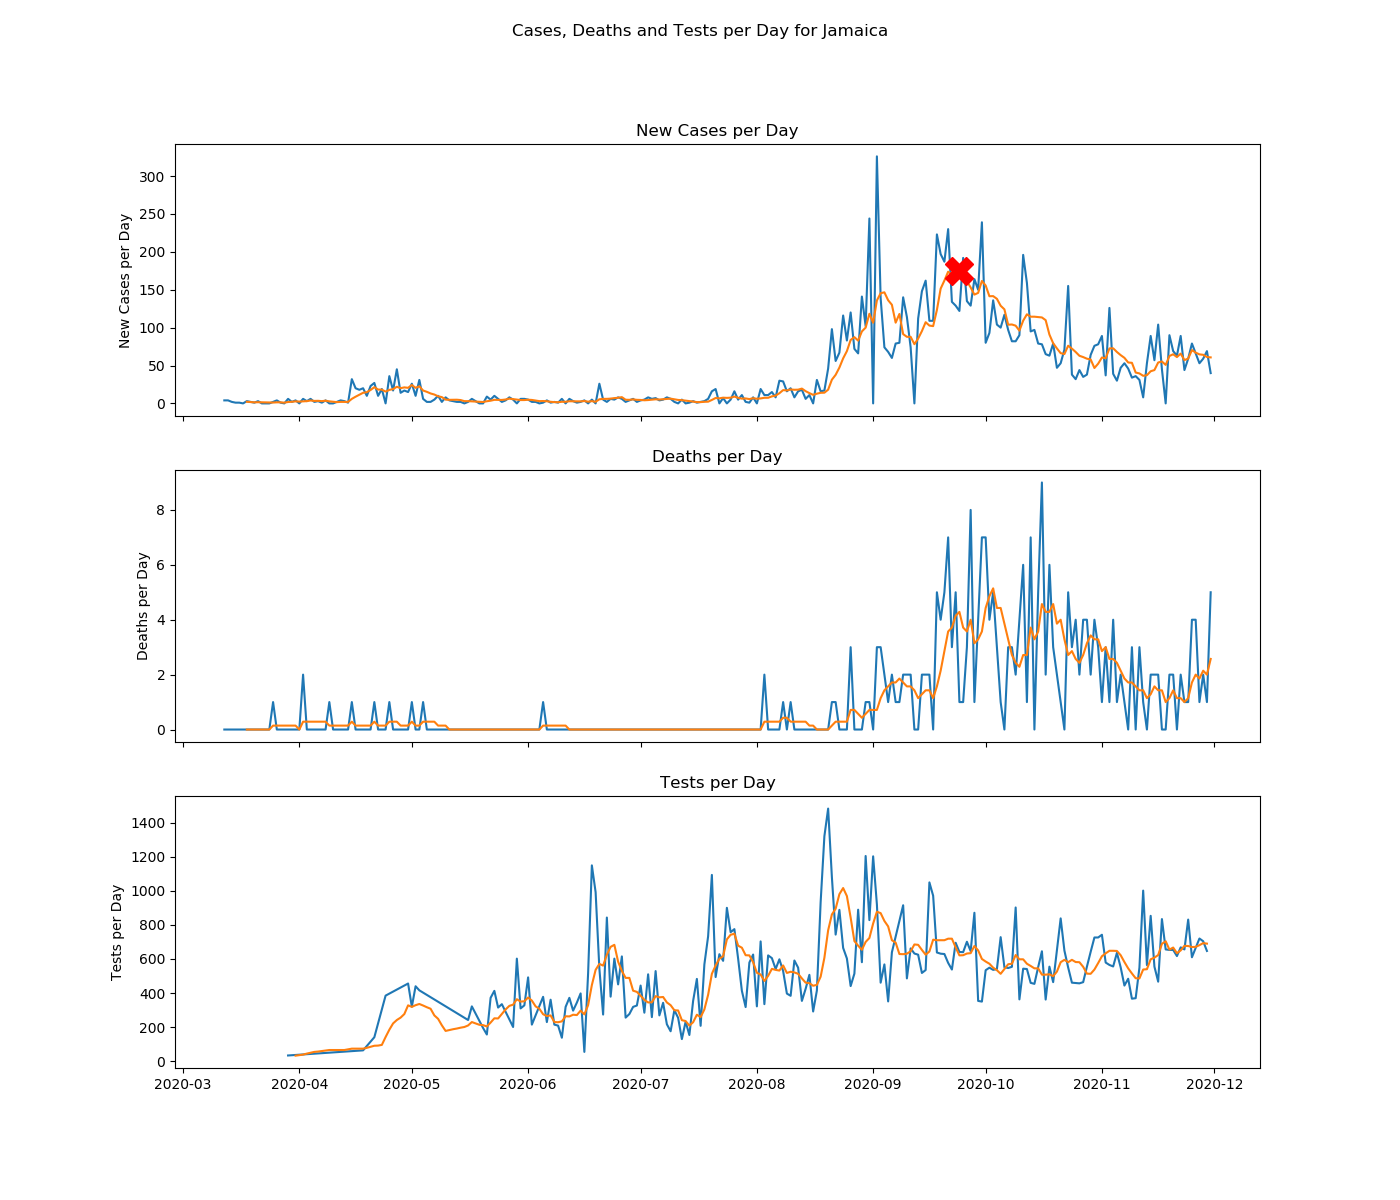 Cases, Deaths and Tests per Day for Jamaica
New Cases per Day
New Cases per Day
300
250
200
150
100
50
0
Deaths per Day
Deaths per Day
8
6
4
2
0
Tests per Day
Tests per Day
1400
1200
1000
800
600
400
200
0
2020-03 2020-04 2020-05 2020-06 2020-07 2020-08 2020-09 2020-10 2020-11 2020-12